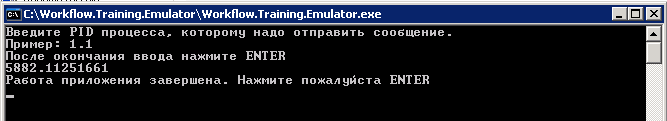 C:\Workflow.Training.Emulator\Workflow.Training.Emulator.exe
Введите PID процесса, которому надо отправить сообщение.
Пример: 1.1
После окончания ввода нажмите ENTER
5882.11251661
Работа приложения завершена. Нажмите пожалуйста ENTER